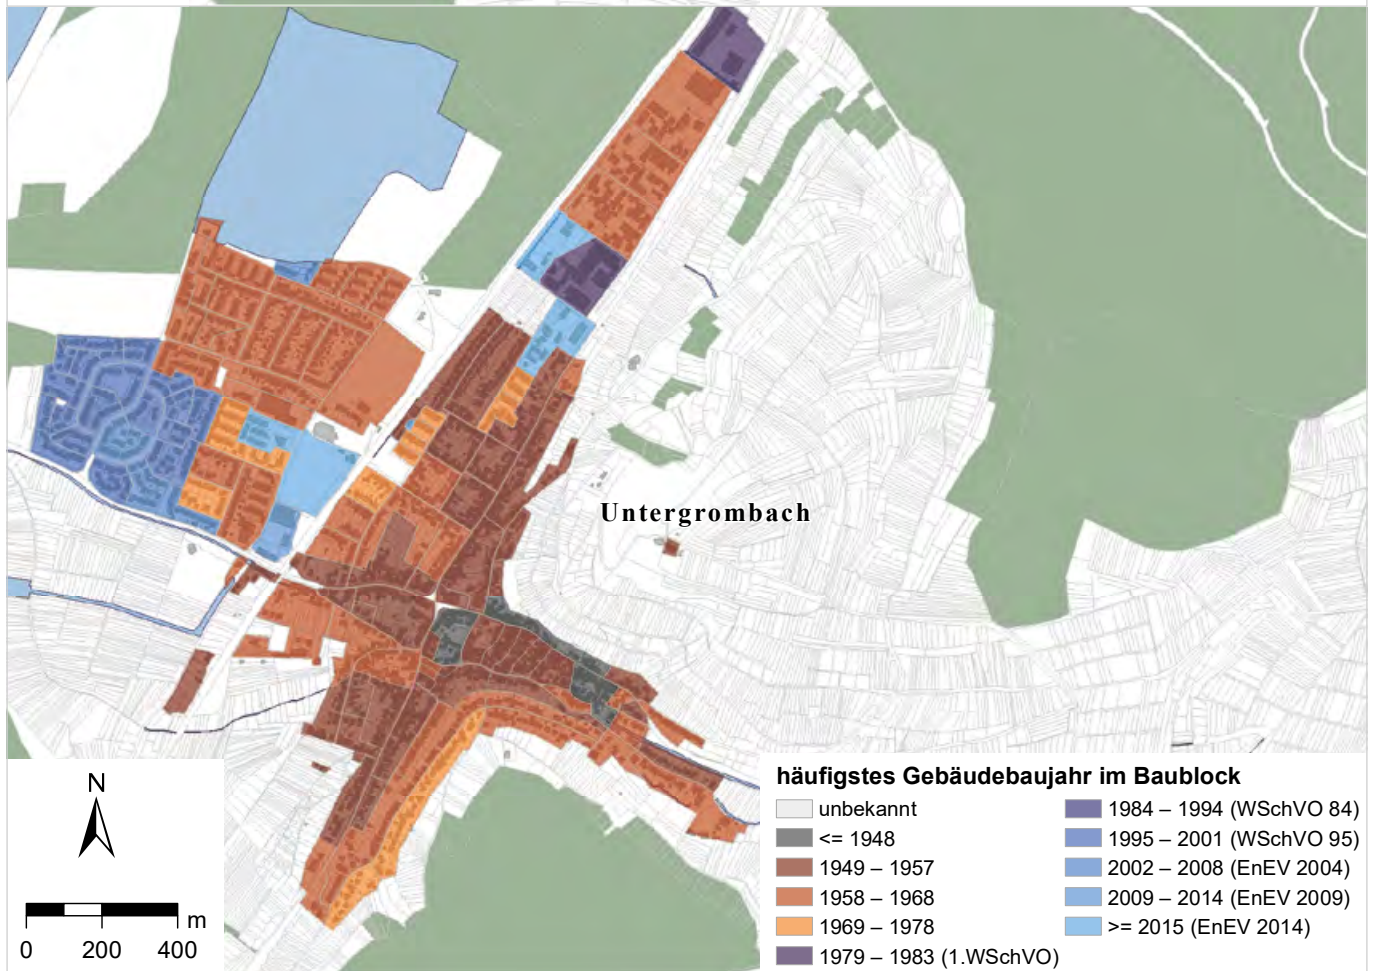 Untergrombach
N
m
0 200 400
häufigstes Gebäudebaujahr im Baublock
unbekannt
<= 1948
1949 – 1957
1958 – 1968
1969 – 1978
1979 – 1983 (1.WSchVO)
1984 – 1994 (WSchVO 84)
1995 – 2001 (WSchVO 95)
2002 – 2008 (EnEV 2004)
2009 – 2014 (EnEV 2009)
>= 2015 (EnEV 2014)